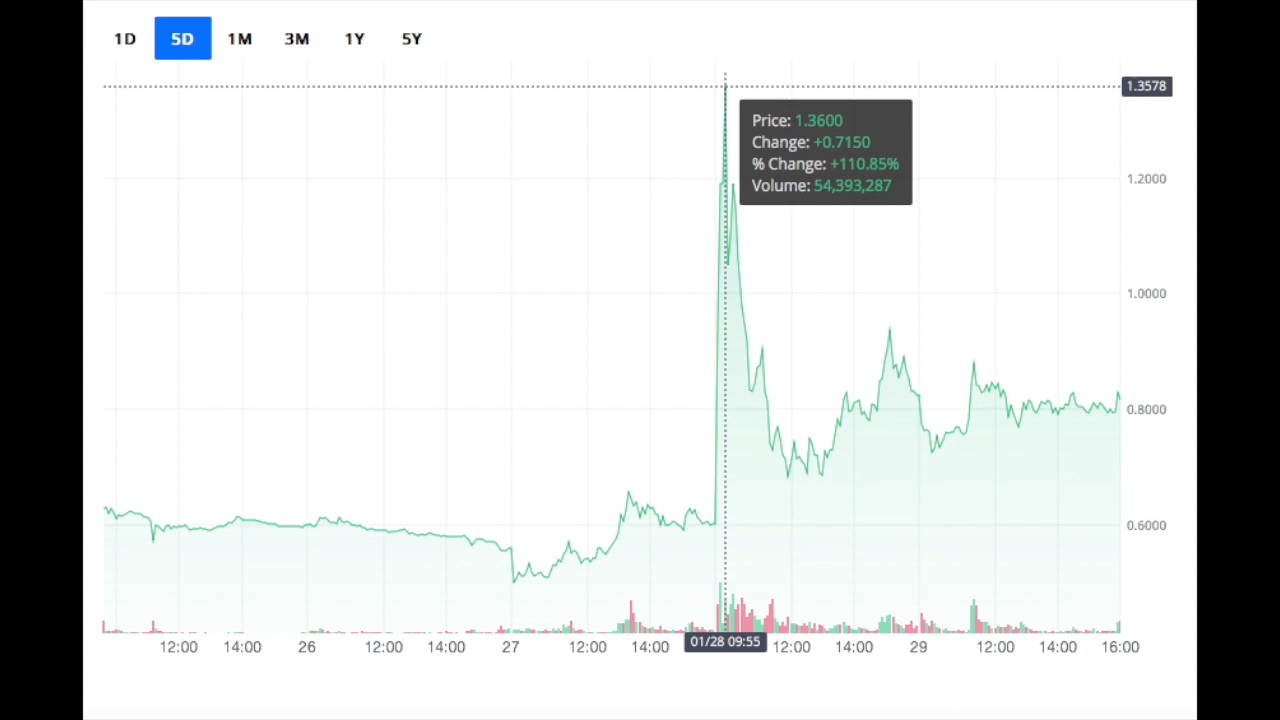 1D 5D 1M 3M 1Y 5Y
1.3578
Price: 1.3600
Change: +0.7150
% Change: +110.85%
Volume: 54,393,287
1.2000
1.0000
0.8000
0.6000
12:00 14:00 26 12:00 14:00 27 12:00 14:00 01/28 09:55 12:00 14:00 29 12:00 14:00 16:00